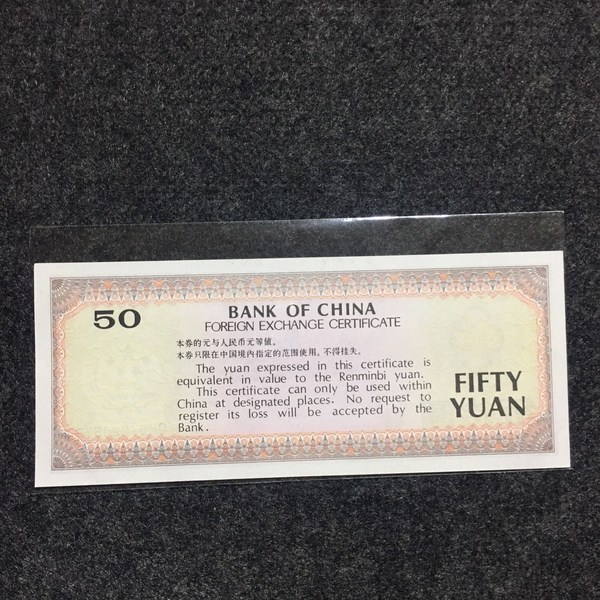 50
BANK OF CHINA
FOREIGN EXCHANGE CERTIFICATE
本券的元与人民币元等值。
本券只限在中国境内指定的范围使用。不得挂失。
The yuan expressed in this certificate is
equivalent in value to the Renminbi yuan.
This certificate can only be used within
China at designated places. No request to
register its loss will be accepted by the
Bank.
FIFTY
YUAN